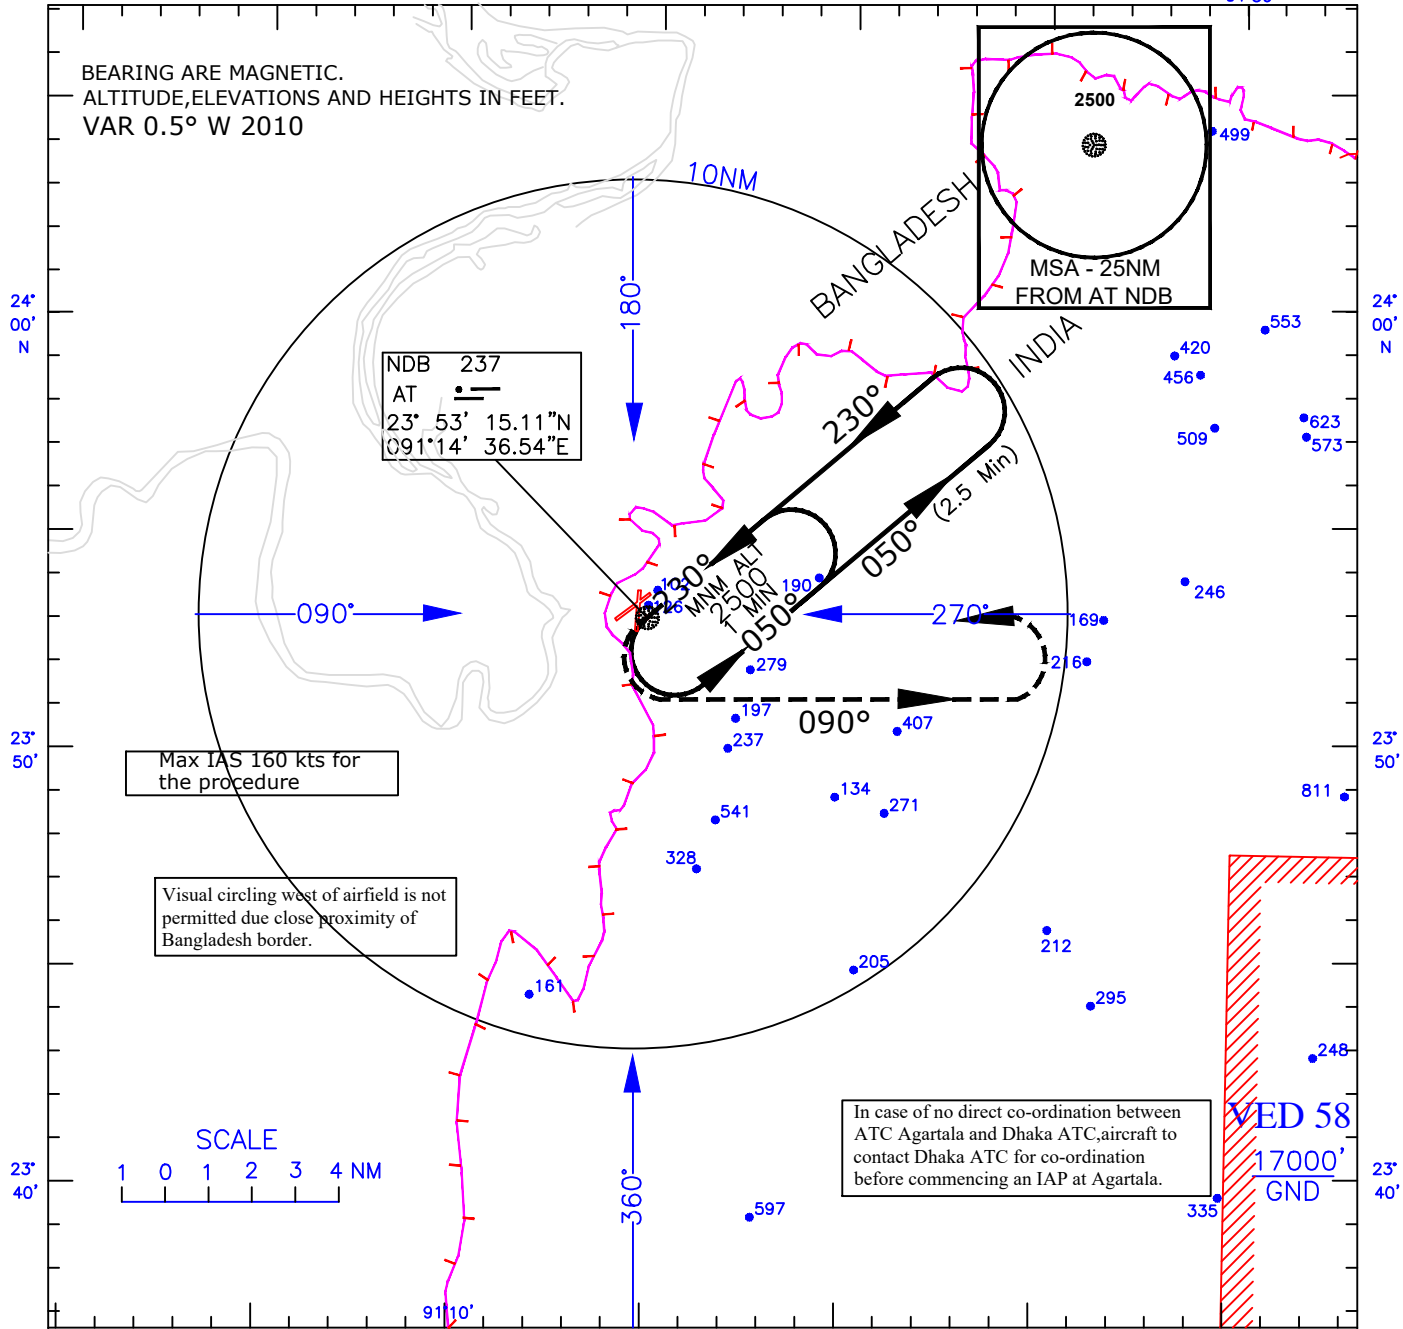 BEARING ARE MAGNETIC.
ALTITUDE,ELEVATIONS AND HEIGHTS IN FEET.
VAR 0.5° W 2010
2500
MSA - 25NM
FROM AT NDB
499
10NM
BANGLADESH
INDIA
180°
24°
00'
N
24°
00'
N
553
420
456
623
509
573
NDB 237
AT
23° 53' 15.11"N
091°14' 36.54"E
230°
(2.5 Min)
050°
230°
MNM ALT
2500
1 MIN
050°
190
126
246
090°
270°
169
216
279
197
237
090°
407
23°
50'
23°
50'
Max IAS 160 kts for
the procedure
134
271
541
328
811
Visual circling west of airfield is not
permitted due close proximity of
Bangladesh border.
212
205
161
295
248
In case of no direct co-ordination between
ATC Agartala and Dhaka ATC,aircraft to
contact Dhaka ATC for co-ordination
before commencing an IAP at Agartala.
VED 58
17000'
GND
SCALE
1 0 1 2 3 4 NM
360°
23°
40'
23°
40'
597
335
91°10'